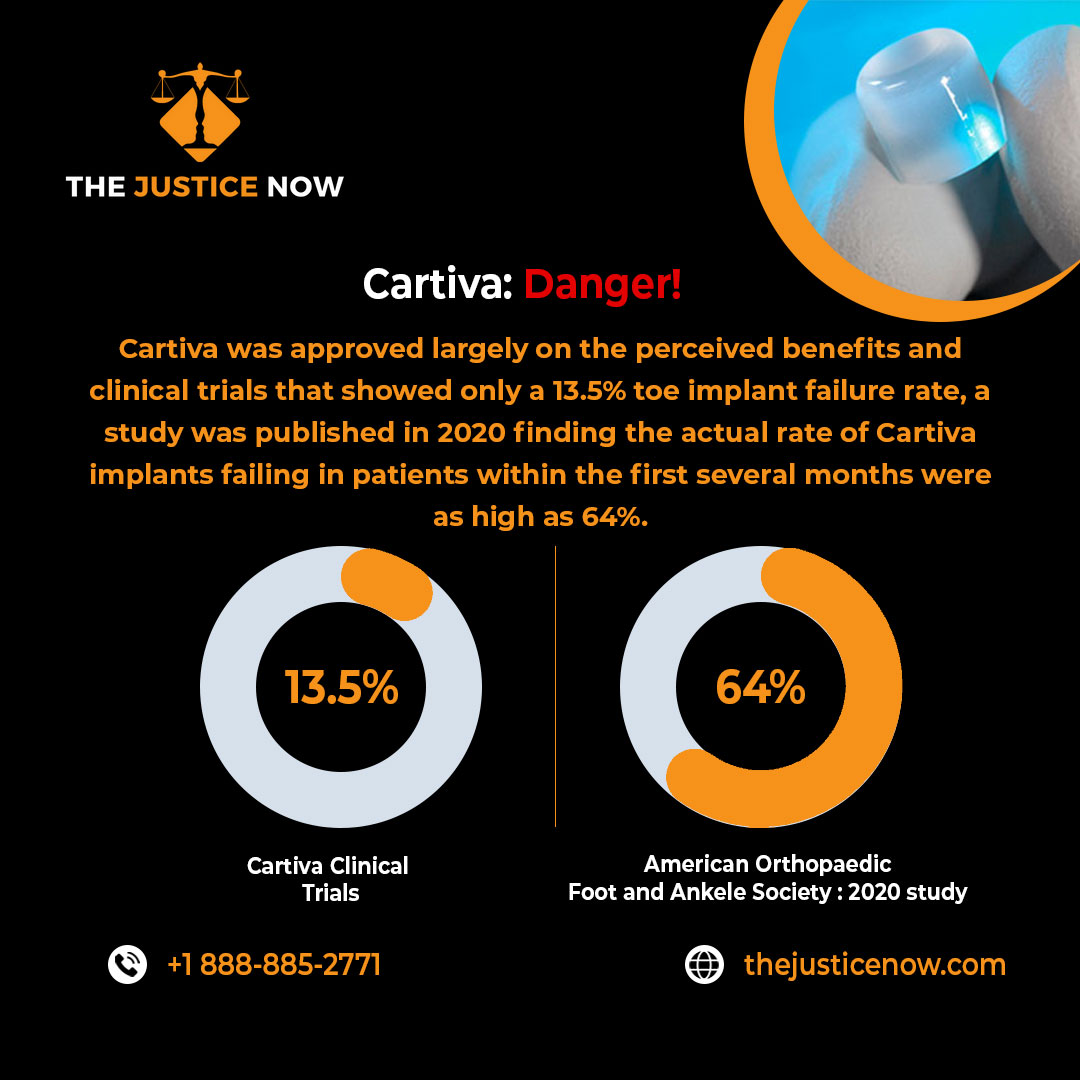 THE JUSTICE NOW
Cartiva: Danger!
Cartiva was approved largely on the perceived benefits and
clinical trials that showed only a 13.5% toe implant failure rate, a
study was published in 2020 finding the actual rate of Cartiva
implants failing in patients within the first several months were
as high as 64%.
13.5%
64%
Cartiva Clinical
Trials
American Orthopaedic
Foot and Ankele Society : 2020 study
+1 888-885-2771
thejusticenow.com